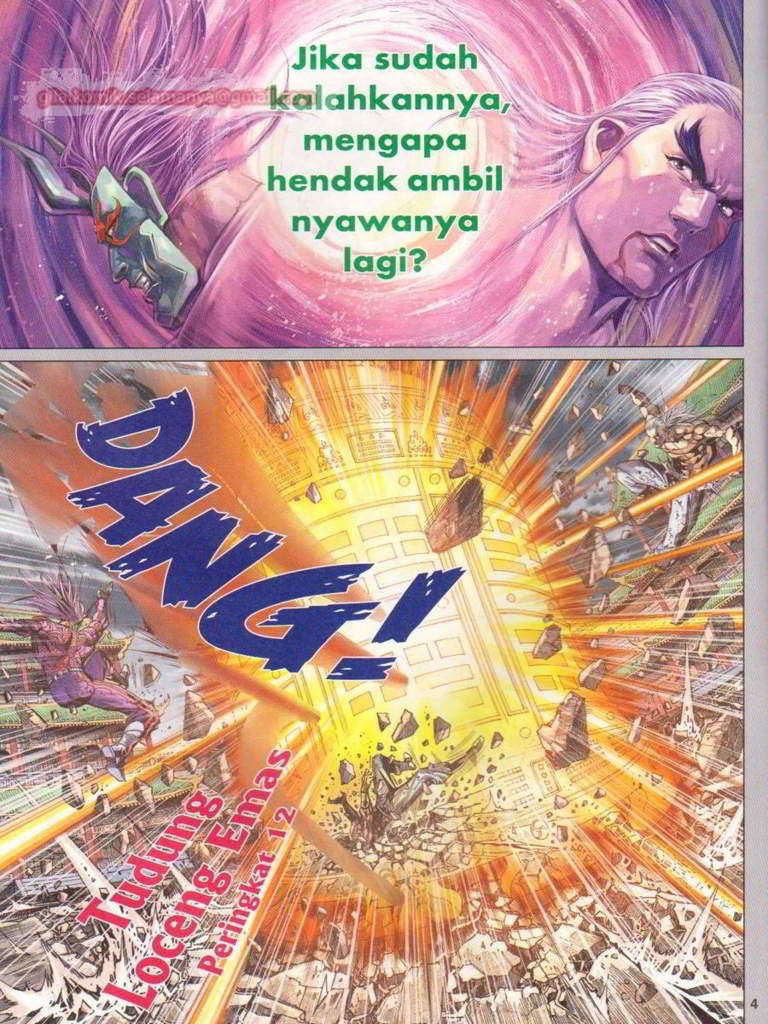 Jika sudah
kalahkannya,
mengapa
hendak ambil
nyawanya
lagi?
DANG!
Tudung
Loceng Emas
Peringkat 12
4